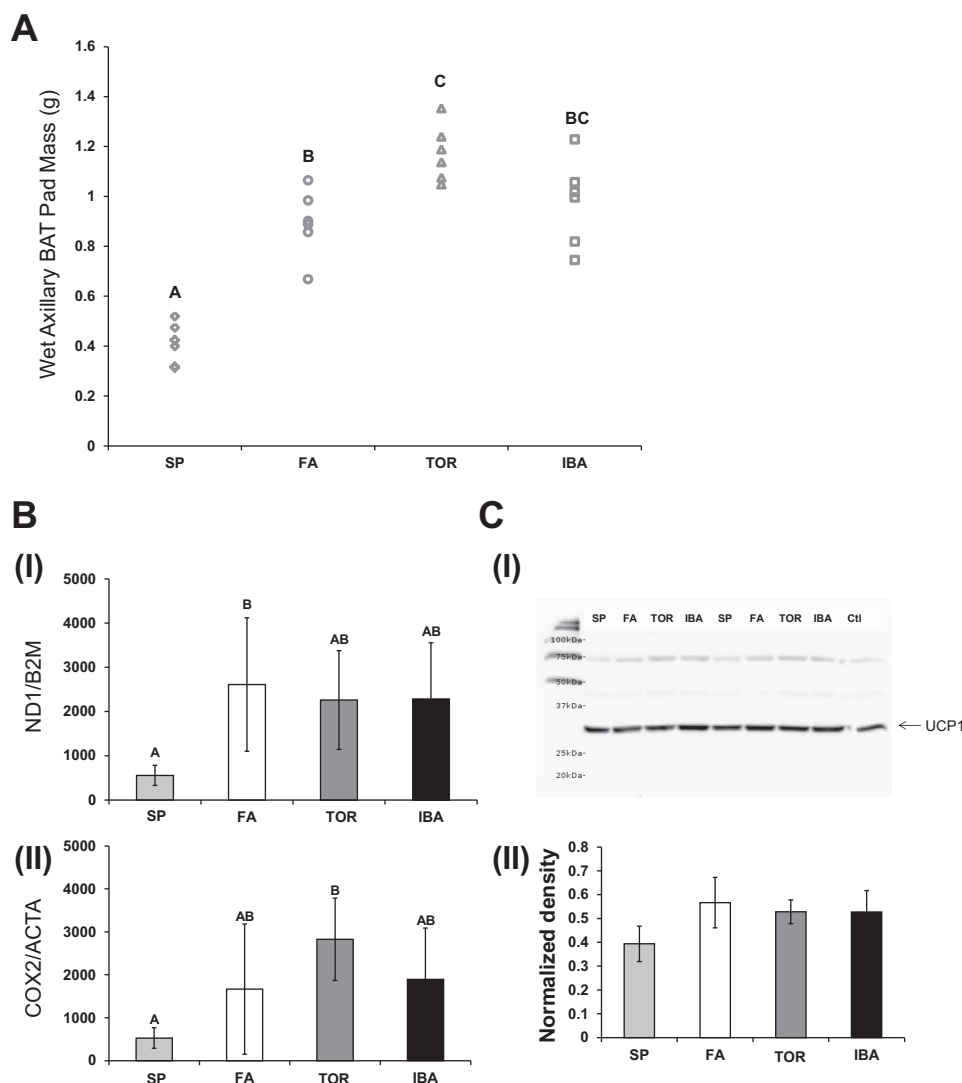 A
Wet Axillary BAT Pad Mass (g)
1.6
1.4
1.2
1
0.8
0.6
0.4
0.2
0
A
B
C
BC
SP FA TOR IBA
B
(I)
ND1/B2M
5000
4000
3000
2000
1000
0
A
B
AB
AB
SP FA TOR IBA
(II)
COX2/ACTA
5000
4000
3000
2000
1000
0
A
AB
B
AB
SP FA TOR IBA
C
(I)
SP FA TOR IBA SP FA TOR IBA Ctl
100kDa-
75kDa-
50kDa-
37kDa-
25kDa-
20kDa-
← UCP1
(II)
Normalized density
0.8
0.7
0.6
0.5
0.4
0.3
0.2
0.1
0
SP FA TOR IBA